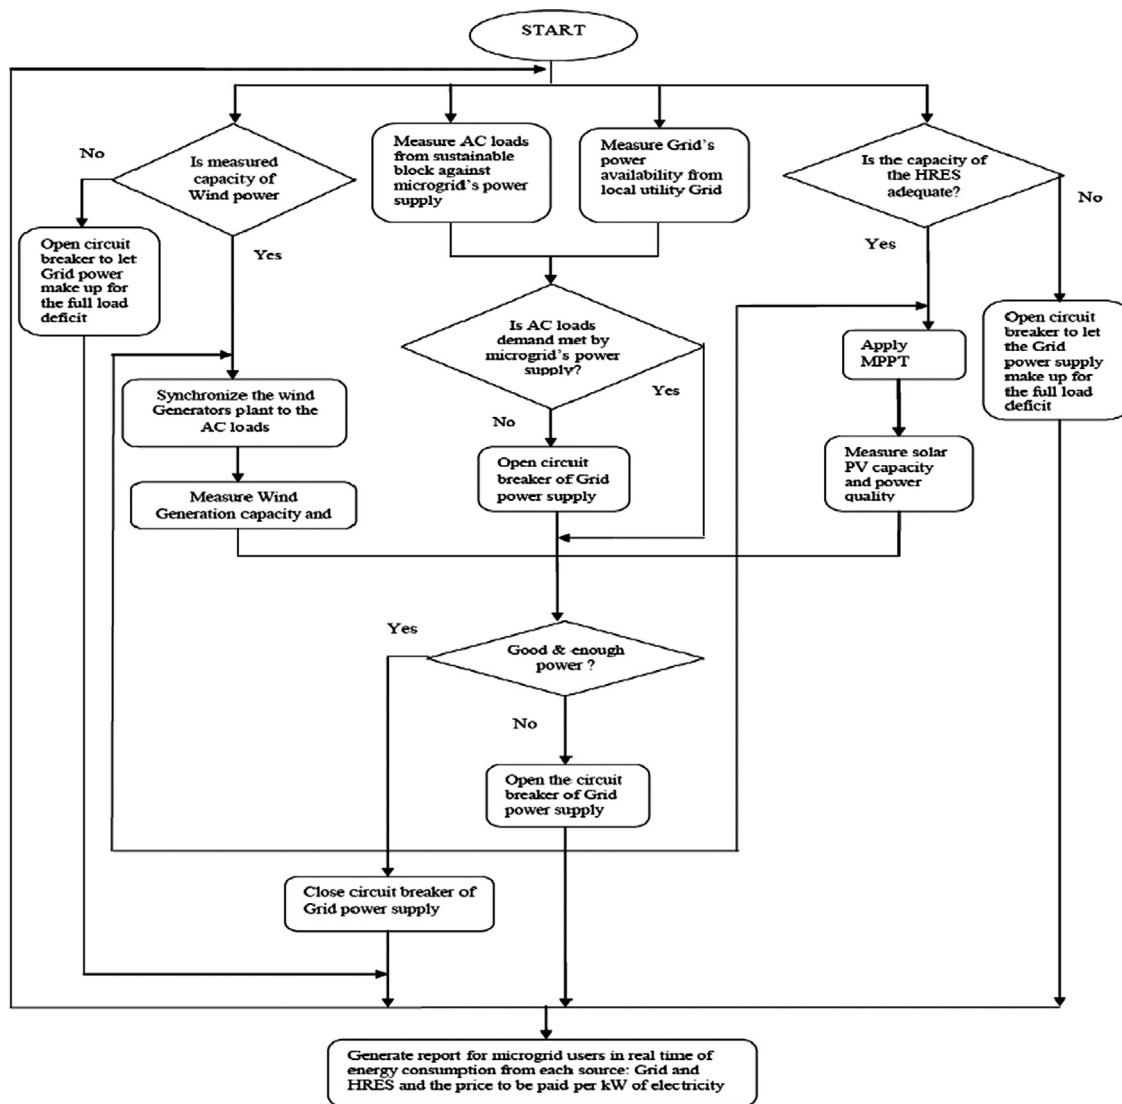 START
No
Is measured
capacity of
Wind power
Measure AC loads
from sustainable
block against
microgrid's power
supply
Measure Grid's
power
availability from
local utility Grid
Is the capacity of
the HRES
adequate?
No
Open circuit
breaker to let
Grid power
make up for
the full load
deficit
Yes
Yes
Is AC loads
demand met by
microgrid's power
supply?
Yes
No
Apply
MPPT
Open circuit
breaker to let
the Grid
power supply
make up for
the full load
deficit
Synchronize the wind
Generators plant to the
AC loads
Open circuit
breaker of Grid
power supply
Measure solar
PV capacity
and power
quality
Measure Wind
Generation capacity and
Yes
Good & enough
power ?
No
Open the circuit
breaker of Grid
power supply
Close circuit breaker of
Grid power supply
Generate report for microgrid users in real time of
energy consumption from each source: Grid and
HRES and the price to be paid per kW of electricity